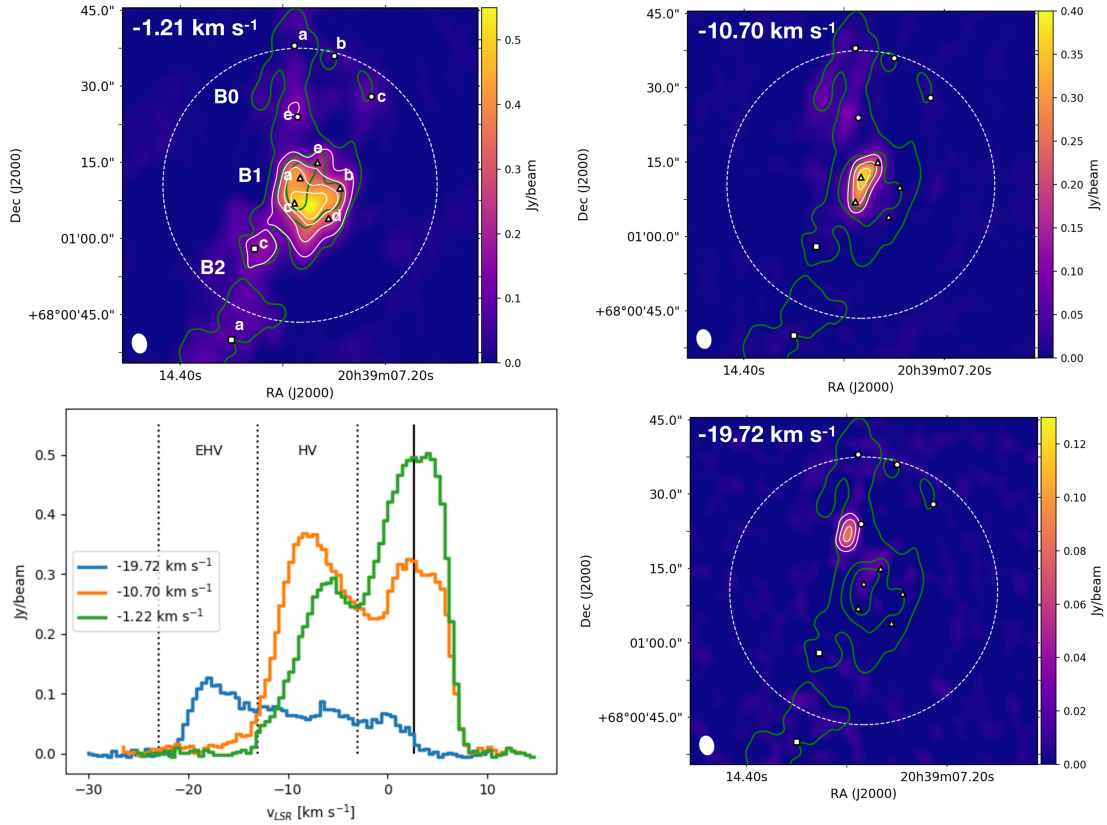 -1.21 km s⁻¹
45.0"
30.0"
15.0"
01'00.0"
+68°00'45.0"
Dec (J2000)
14.40s
20h39m07.20s
RA (J2000)
a
b
B0
c
e
e
B1
a
b
c
d
c
B2
a
0.5
0.4
0.3
0.2
0.1
0.0
Jy/beam
-10.70 km s⁻¹
45.0"
30.0"
15.0"
01'00.0"
+68°00'45.0"
Dec (J2000)
14.40s
20h39m07.20s
RA (J2000)
0.40
0.35
0.30
0.25
0.20
0.15
0.10
0.05
0.00
Jy/beam
EHV
HV
0.5
0.4
0.3
0.2
0.1
0.0
Jy/beam
-19.72 km s⁻¹
-10.70 km s⁻¹
-1.22 km s⁻¹
−30
−20
−10
0
10
v_LSR [km s⁻¹]
-19.72 km s⁻¹
45.0"
30.0"
15.0"
01'00.0"
+68°00'45.0"
Dec (J2000)
14.40s
20h39m07.20s
RA (J2000)
0.12
0.10
0.08
0.06
0.04
0.02
0.00
Jy/beam